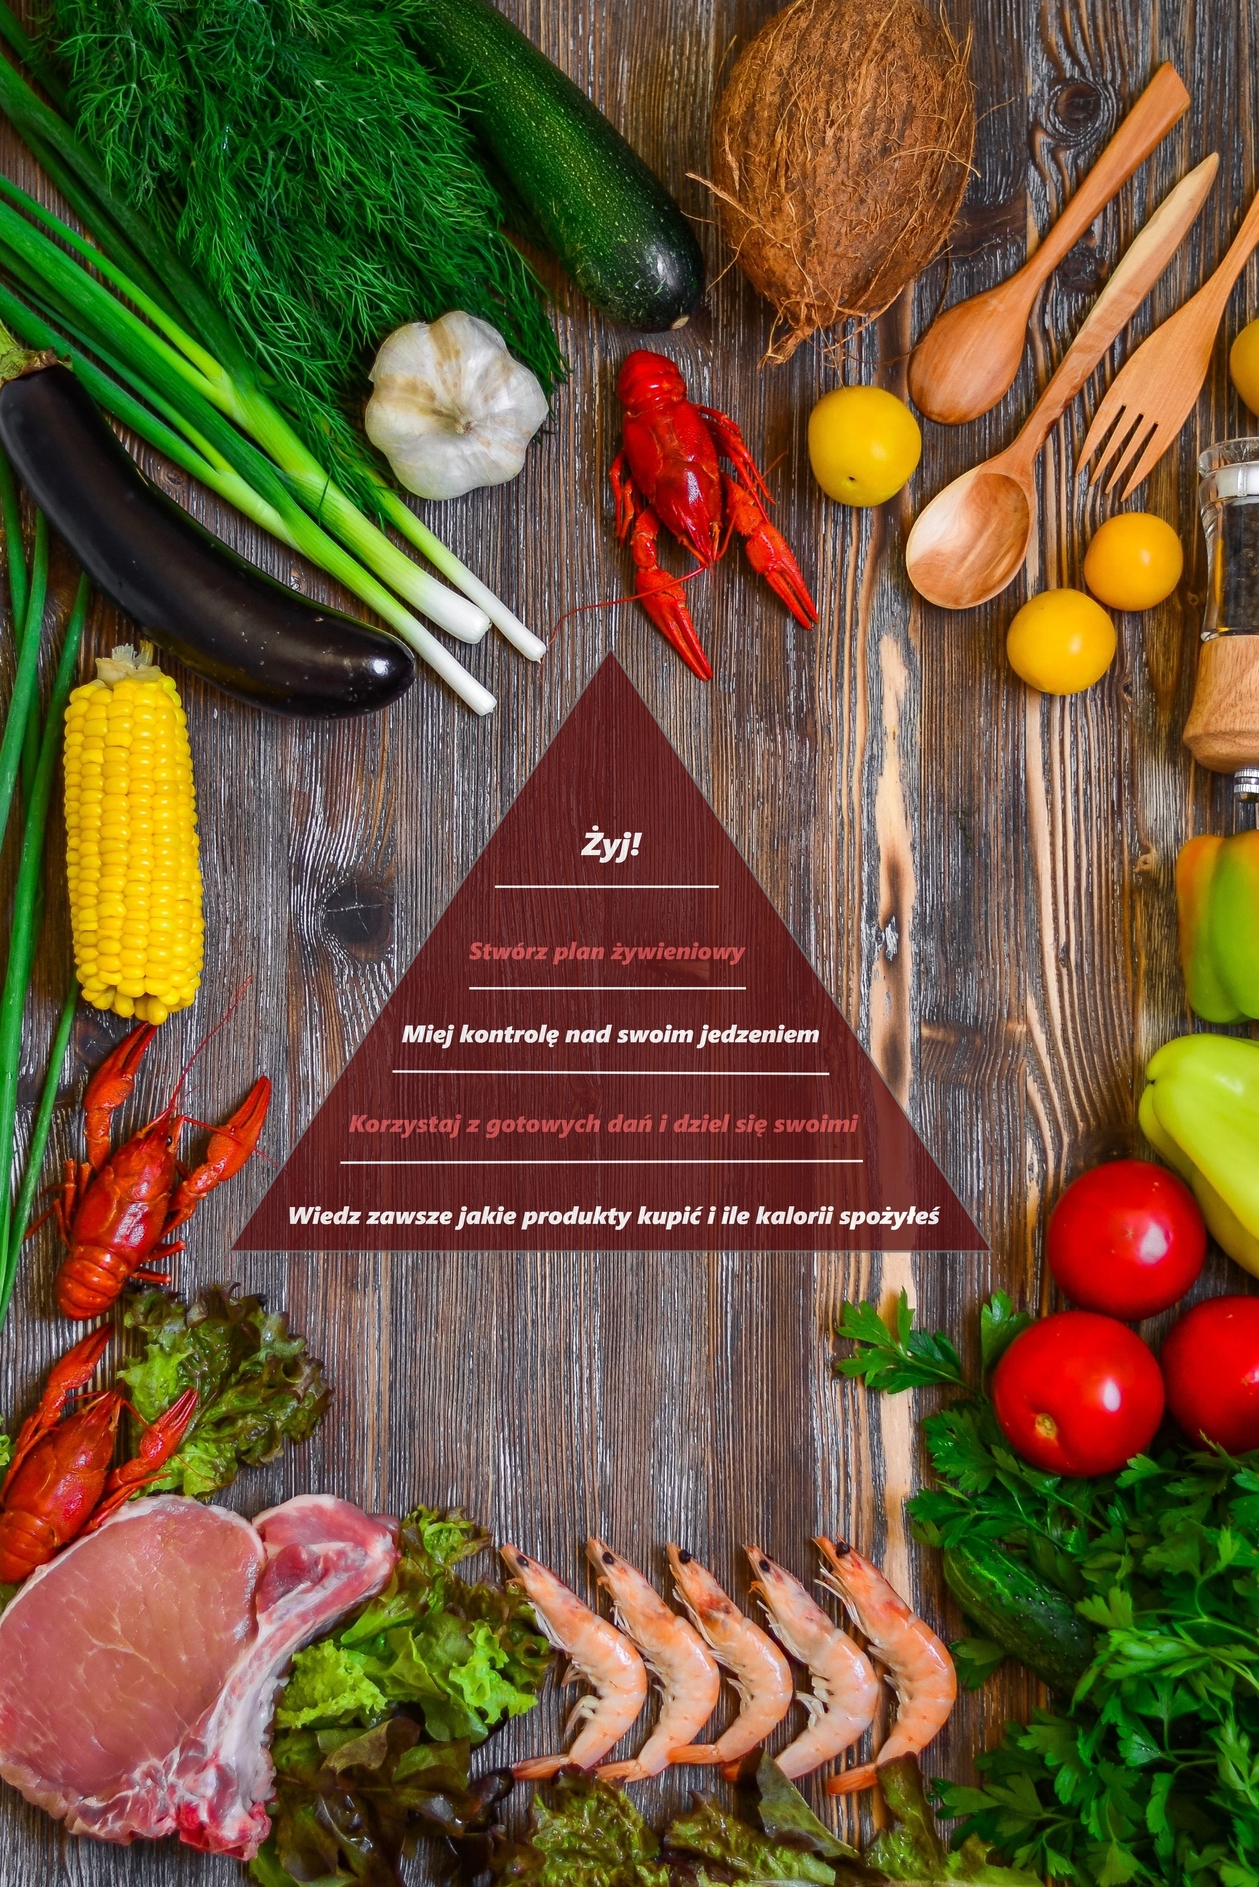 Żyj!
Stwórz plan żywieniowy
Miej kontrolę nad swoim jedzeniem
Korzystaj z gotowych dań i dziel się swoimi
Wiedz zawsze jakie produkty kupić i ile kalorii spożyłeś